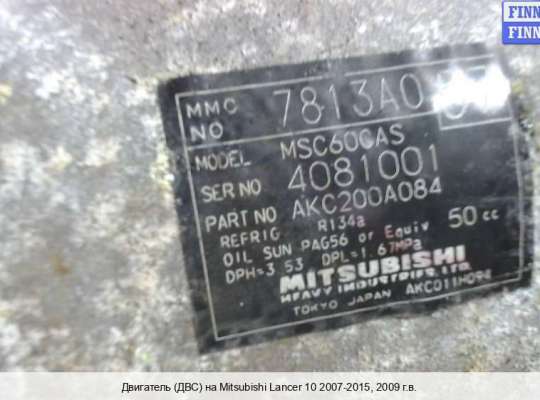 FINN
FINN
MMC NO 7813A0
MODEL MSC60CAS
SER NO 4081001
PART NO AKC200A084
REFRIG R134a
OIL SUN PAG56 or Equiv 50 cc
DPH=3 53 DPL=1.67MPa
MITSUBISHI
HEAVY INDUSTRIES, LTD.
TOKYO JAPAN
Двигатель (ДВС) на Mitsubishi Lancer 10 2007-2015, 2009 г.в.